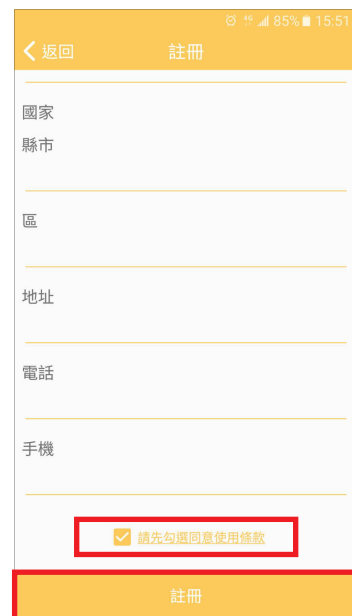 85% 15:51
返回 註冊
國家
縣市
區
地址
電話
手機
請先勾選同意使用條款
註冊